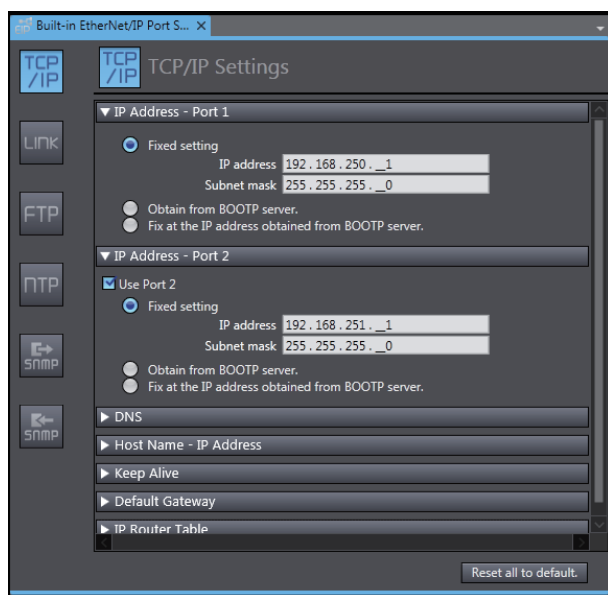 Built-in EtherNet/IP Port S... X
TCP/IP
TCP/IP Settings
▼ IP Address - Port 1
Fixed setting
IP address 192.168.250.__1
Subnet mask 255.255.255.__0
Obtain from BOOTP server.
Fix at the IP address obtained from BOOTP server.
▼ IP Address - Port 2
Use Port 2
Fixed setting
IP address 192.168.251.__1
Subnet mask 255.255.255.__0
Obtain from BOOTP server.
Fix at the IP address obtained from BOOTP server.
▶ DNS
▶ Host Name - IP Address
▶ Keep Alive
▶ Default Gateway
▶ IP Router Table
Reset all to default.
TCP
/IP
LINK
FTP
NTP
SNMP
SNMP